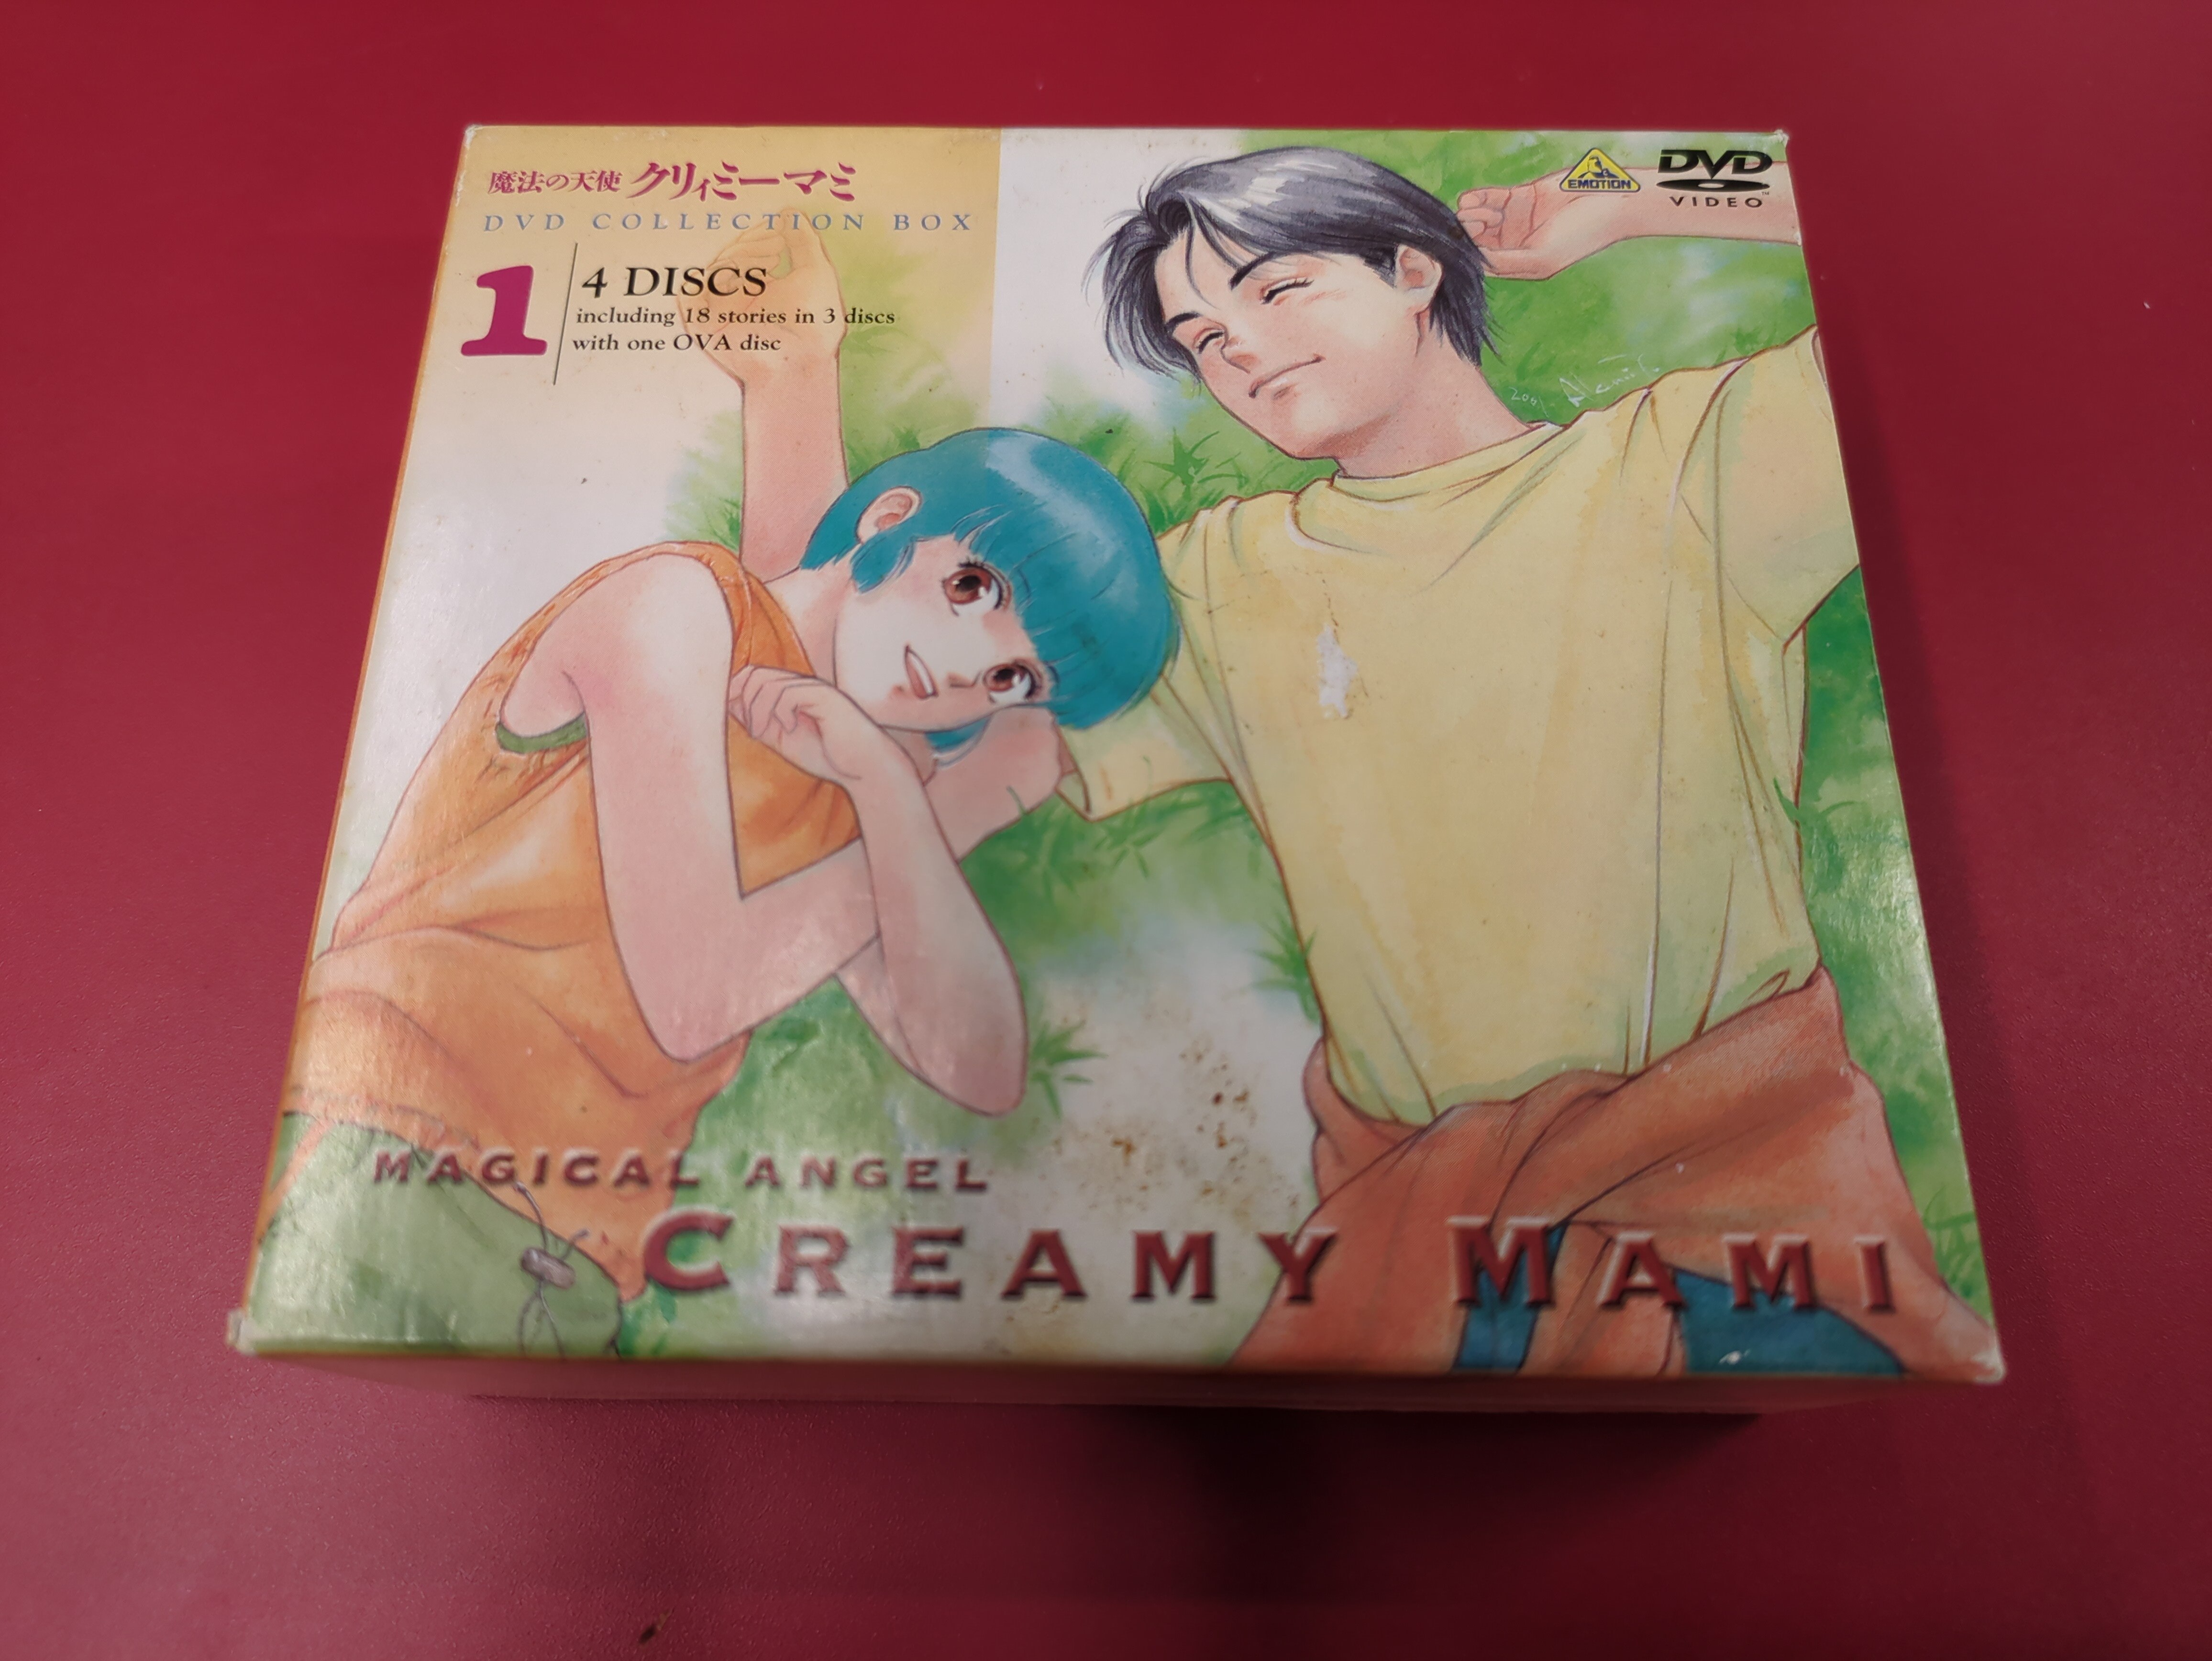 魔法の天使 クリィミーマミ
DVD COLLECTION BOX
1
4 DISCS
including 18 stories in 3 discs
with one OVA disc
EMOTION
DVD
VIDEO
TM
MAGICAL ANGEL
CREAMY MAMI